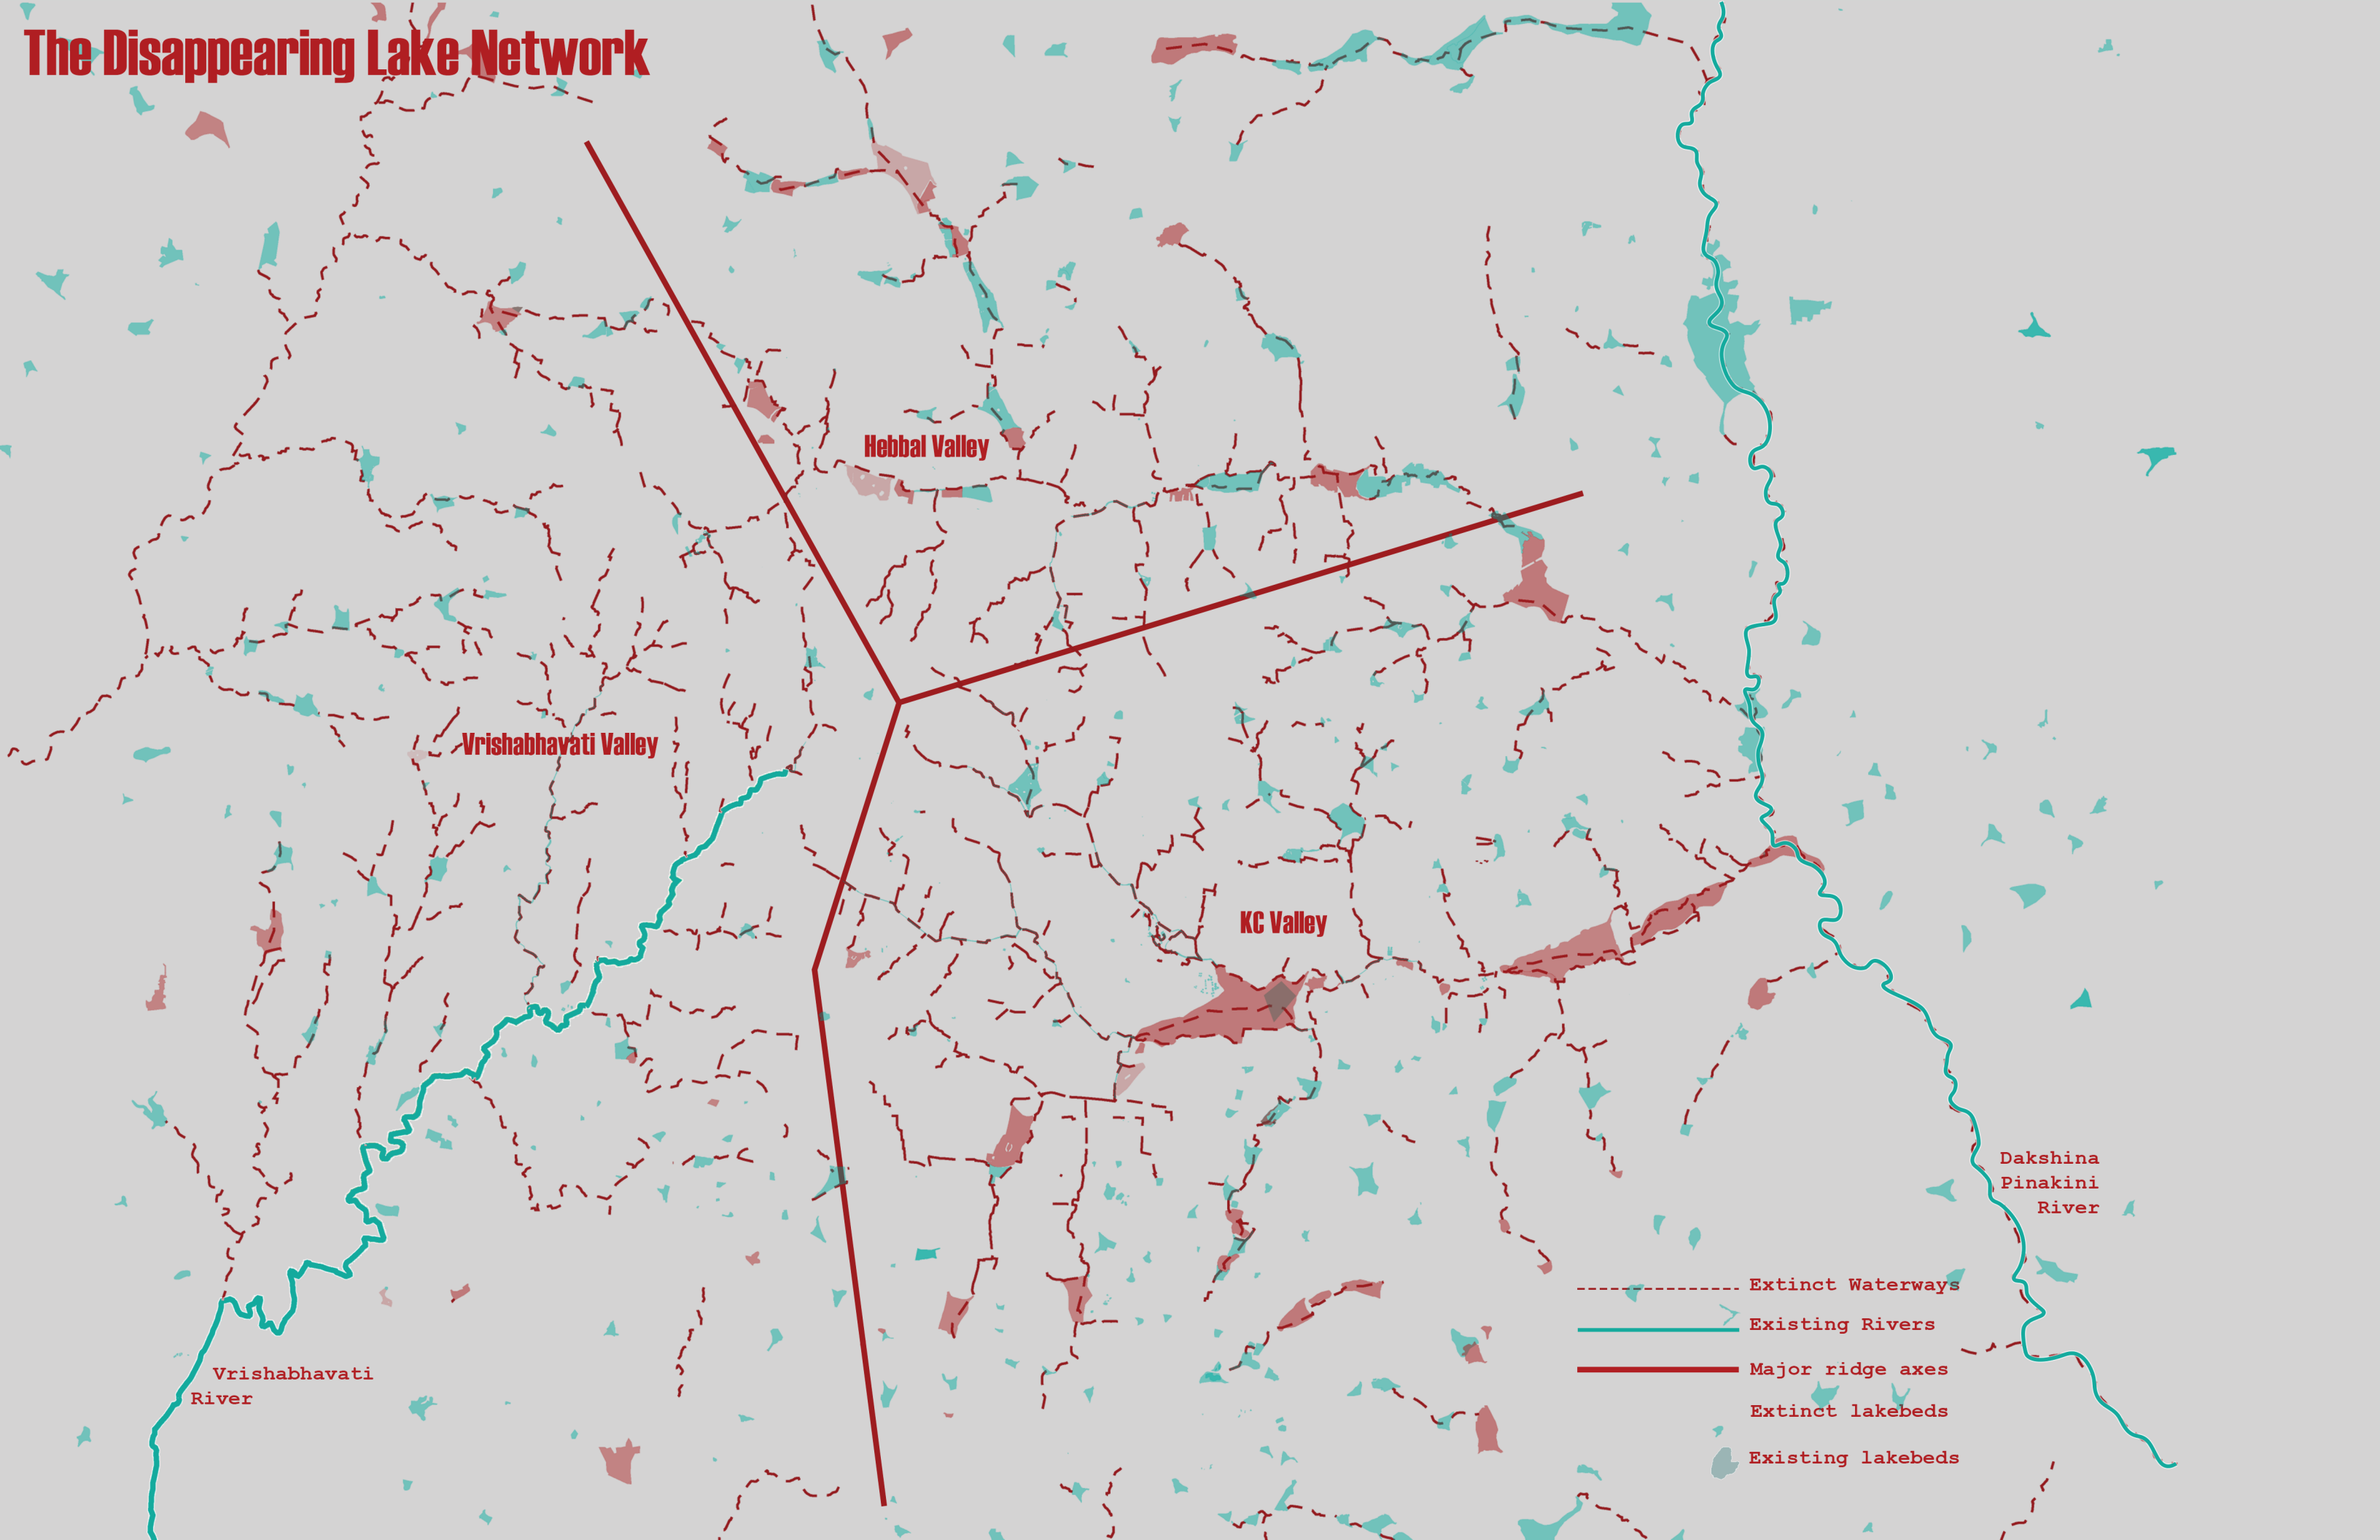 The Disappearing Lake Network
Hebbal Valley
Vrishabhavati Valley
KC Valley
Dakshina
Pinakini
River
Extinct Waterways
Existing Rivers
Major ridge axes
Extinct lakebeds
Existing lakebeds
Vrishabhavati
River